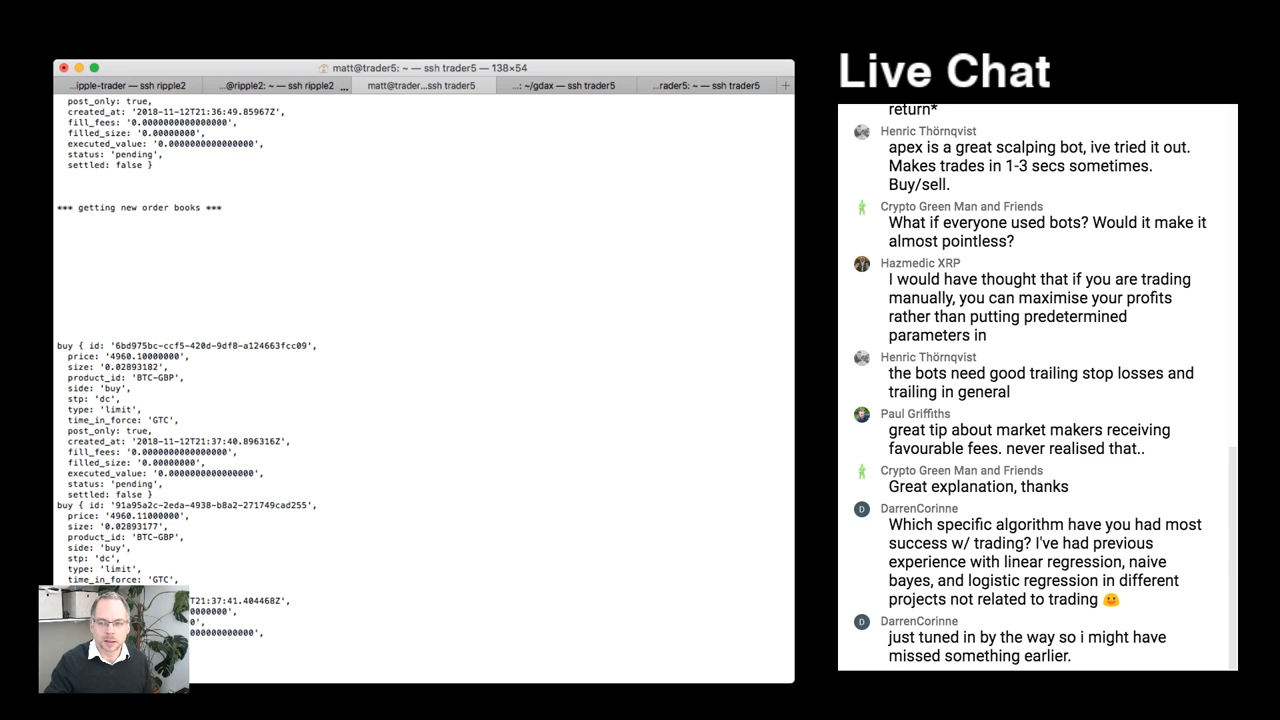 matt@trader5: ~ — ssh trader5 — 138×54
...ipple-trader — ssh ripple2
...@ripple2: ~ — ssh ripple2 ...
matt@trader...ssh trader5
...: ~/gdax — ssh trader5
...rader5: ~ — ssh trader5
post_only: true,
created_at: '2018-11-12T21:36:49.85967Z',
fill_fees: '0.0000000000000000',
filled_size: '0.00000000',
executed_value: '0.0000000000000000',
status: 'pending',
settled: false }
*** getting new order books ***
buy { id: '6bd975bc-ccf5-420d-9df8-a124663fcc09',
price: '4960.10000000',
size: '0.02893182',
product_id: 'BTC-GBP',
side: 'buy',
stp: 'dc',
type: 'limit',
time_in_force: 'GTC',
post_only: true,
created_at: '2018-11-12T21:37:40.896316Z',
fill_fees: '0.0000000000000000',
filled_size: '0.00000000',
executed_value: '0.0000000000000000',
status: 'pending',
settled: false }
buy { id: '91a95a2c-2eda-4938-b8a2-271749cad255',
price: '4960.11000000',
size: '0.02893177',
product_id: 'BTC-GBP',
side: 'buy',
stp: 'dc',
type: 'limit',
time_in_force: 'GTC',
T21:37:41.404468Z',
0000000',
0',
00000000000',
Live Chat
return*
Henric Thörnqvist
apex is a great scalping bot, ive tried it out.
Makes trades in 1-3 secs sometimes.
Buy/sell.
Crypto Green Man and Friends
What if everyone used bots? Would it make it
almost pointless?
Hazmedic XRP
I would have thought that if you are trading
manually, you can maximise your profits
rather than putting predetermined
parameters in
Henric Thörnqvist
the bots need good trailing stop losses and
trailing in general
Paul Griffiths
great tip about market makers receiving
favourable fees. never realised that..
Crypto Green Man and Friends
Great explanation, thanks
D
DarrenCorinne
Which specific algorithm have you had most
success w/ trading? I've had previous
experience with linear regression, naive
bayes, and logistic regression in different
projects not related to trading 🙂
D
DarrenCorinne
just tuned in by the way so i might have
missed something earlier.